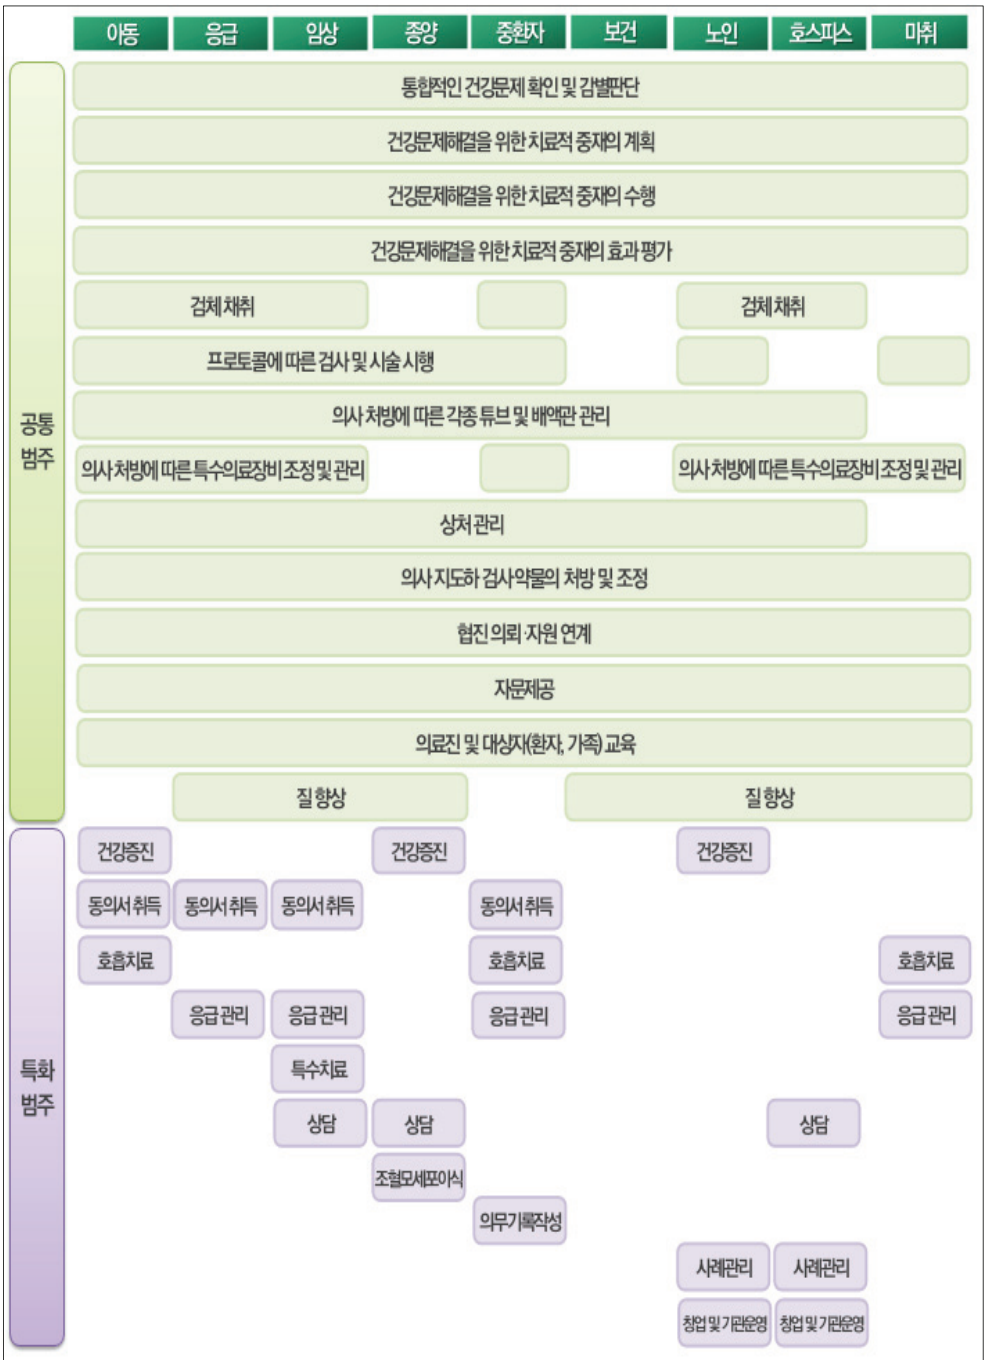 아동 응급 임상 종양 중환자 보건 노인 호스피스 마취
통합적인 건강문제 확인 및 감별판단
건강문제해결을 위한 치료적 중재의 계획
건강문제해결을 위한 치료적 중재의 수행
건강문제해결을 위한 치료적 중재의 효과 평가
검체 채취 검체 채취
프로토콜에 따른 검사 및 시술 시행
공통
범주
의사 처방에 따른 각종 튜브 및 배액관 관리
의사 처방에 따른 특수의료장비 조정 및 관리 의사 처방에 따른 특수의료장비 조정 및 관리
상처 관리
의사 지도하 검사·약물의 처방 및 조정
협진 의뢰·자원 연계
자문제공
의료진 및 대상자(환자, 가족) 교육
질 향상 질 향상
건강증진 건강증진 건강증진
동의서 취득 동의서 취득 동의서 취득 동의서 취득
호흡치료 호흡치료 호흡치료
응급 관리 응급 관리 응급 관리 응급 관리
특화
범주
특수치료
상담 상담 상담
조혈모세포이식
의무기록작성
사례관리 사례관리
창업 및 기관운영 창업 및 기관운영